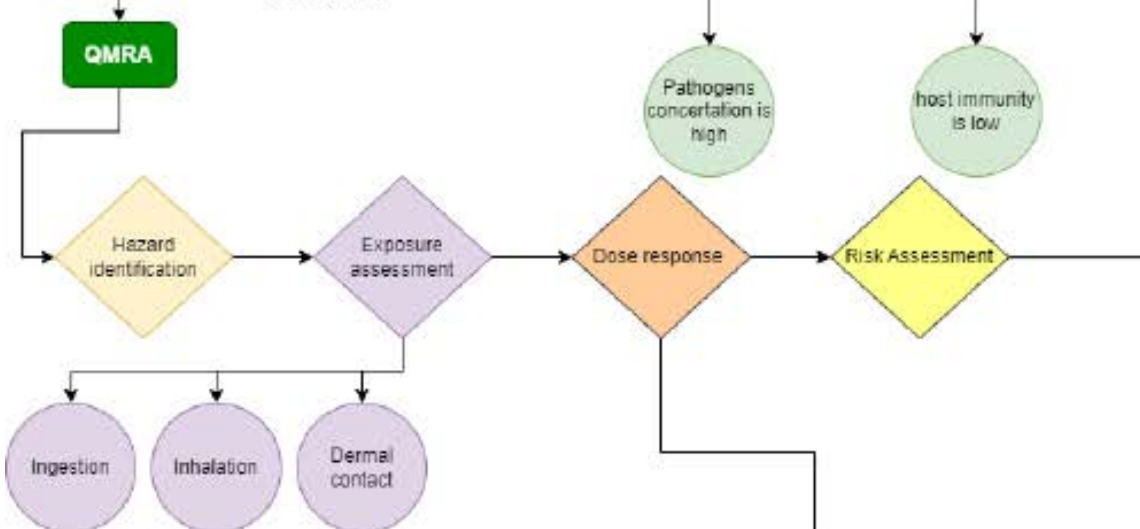 QMRA
Pathogens
concertation is
high
host immunity
is low
Hazard
identification
Exposure
assessment
Dose response
Risk Assessment
Ingestion
Inhalation
Dermal
contact